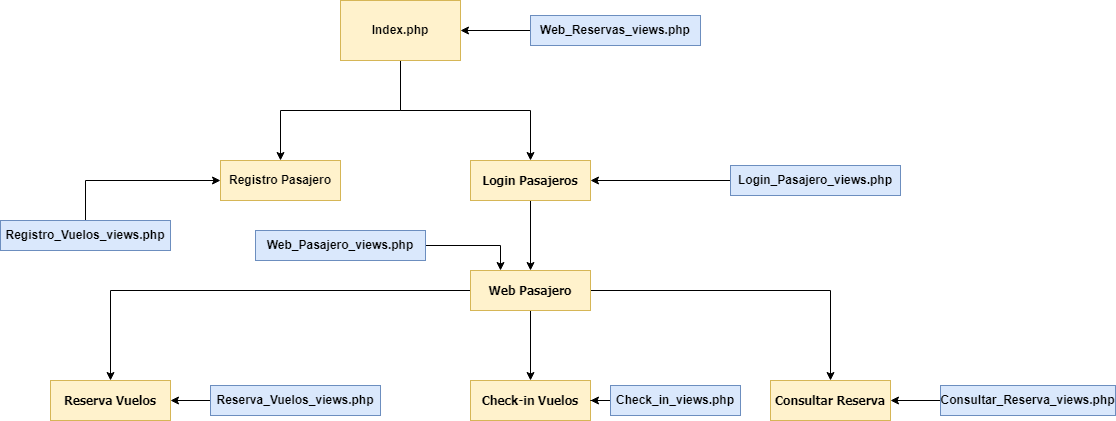 Index.php
Web_Reservas_views.php
Registro Pasajero
Login Pasajeros
Login_Pasajero_views.php
Registro_Vuelos_views.php
Web_Pasajero_views.php
Web Pasajero
Reserva Vuelos
Reserva_Vuelos_views.php
Check-in Vuelos
Check_in_views.php
Consultar Reserva
Consultar_Reserva_views.php